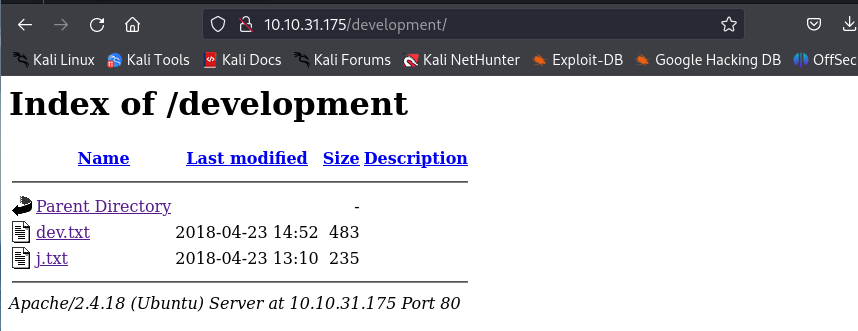 10.10.31.175/development/
Kali Linux Kali Tools Kali Docs Kali Forums Kali NetHunter Exploit-DB Google Hacking DB OffSec
Index of /development
Name Last modified Size Description
Parent Directory -
dev.txt 2018-04-23 14:52 483
j.txt 2018-04-23 13:10 235
Apache/2.4.18 (Ubuntu) Server at 10.10.31.175 Port 80